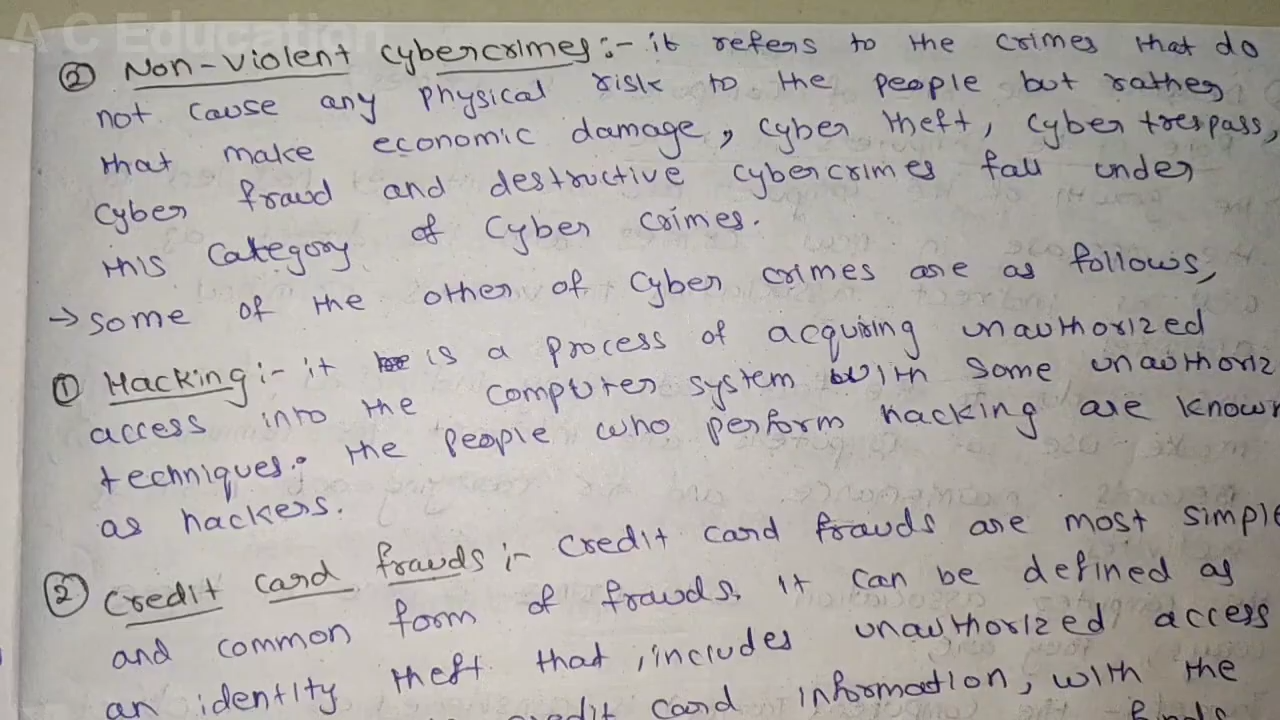 A C Education
② Non-Violent Cybercrimes:- it refers to the crimes that do
not cause any physical risk to the people but rather
that make economic damage, cyber theft, cyber trespass,
cyber fraud and destructive cybercrimes fall under
this category of cyber crimes.
→ some of the other of cyber crimes are as follows,
① Hacking:- it is a process of acquiring unauthorized
access into the computer system with some unauthoriz
techniques. the people who perform hacking are known
as hackers.
② Credit card frauds:- credit card frauds are most simple
and common form of frauds. it can be defined as
an identity theft that, includes unauthorized access
credit card information, with the